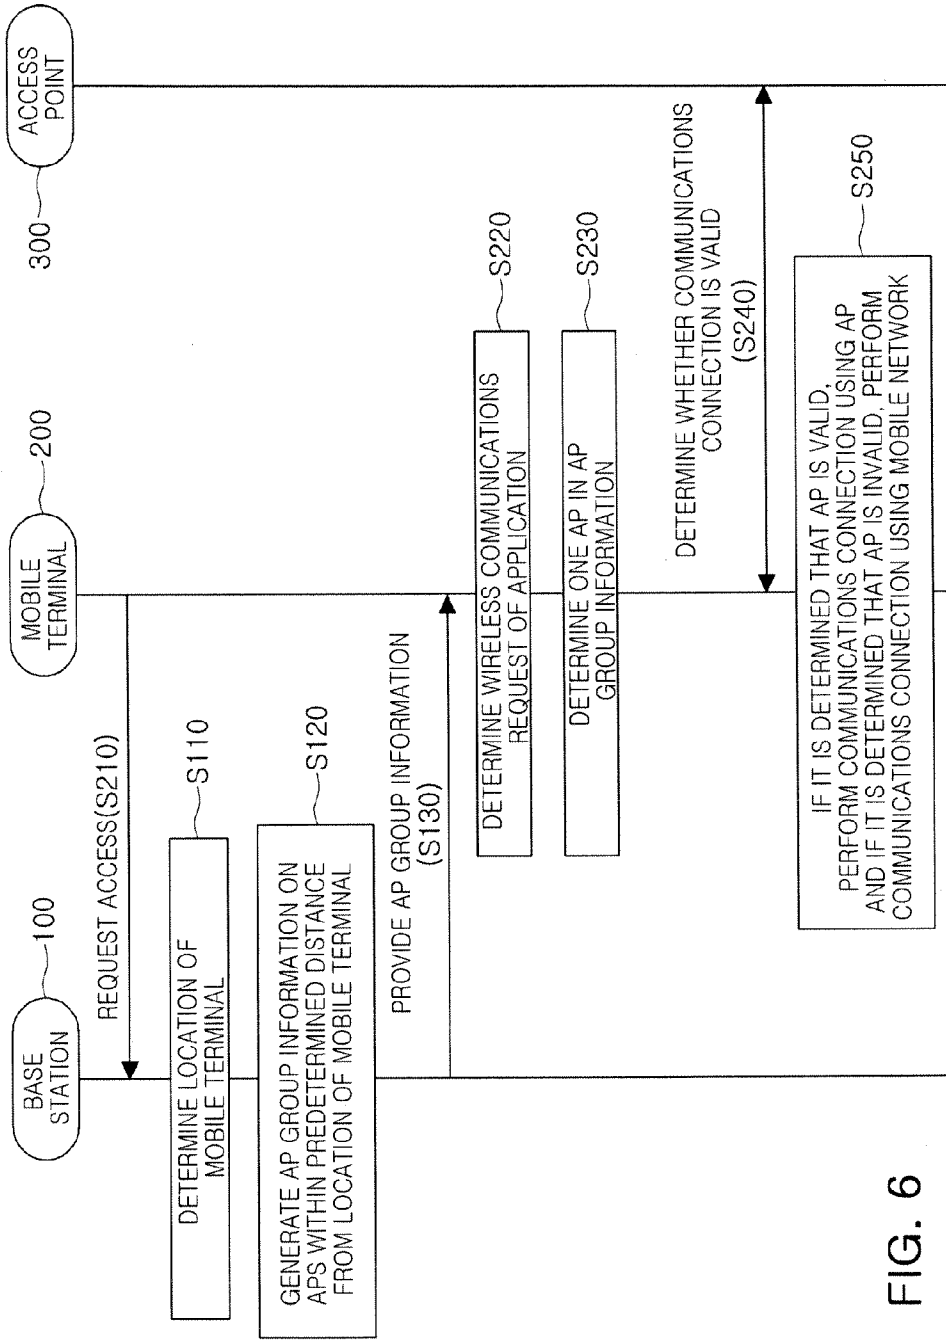 BASE
STATION
100
MOBILE
TERMINAL
200
ACCESS
POINT
300
REQUEST ACCESS(S210)
DETERMINE LOCATION OF
MOBILE TERMINAL
S110
GENERATE AP GROUP INFORMATION ON
APS WITHIN PREDETERMINED DISTANCE
FROM LOCATION OF MOBILE TERMINAL
S120
PROVIDE AP GROUP INFORMATION
(S130)
DETERMINE WIRELESS COMMUNICATIONS
REQUEST OF APPLICATION
S220
DETERMINE ONE AP IN AP
GROUP INFORMATION
S230
DETERMINE WHETHER COMMUNICATIONS
CONNECTION IS VALID
(S240)
IF IT IS DETERMINED THAT AP IS VALID,
PERFORM COMMUNICATIONS CONNECTION USING AP
AND IF IT IS DETERMINED THAT AP IS INVALID, PERFORM
COMMUNICATIONS CONNECTION USING MOBILE NETWORK
S250
FIG. 6